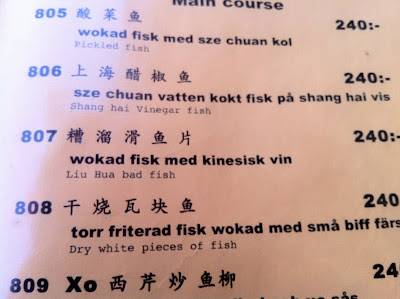 Main course
805 酸菜鱼 240:-
wokad fisk med sze chuan kol
Pickled fish
806 上海醋椒鱼 240:-
sze chuan vatten kokt fisk på shang hai vis
Shang hai Vinegar fish
807 糟溜滑鱼片 240:-
wokad fisk med kinesisk vin
Liu Hua bad fish
808 干烧瓦块鱼 240
torr friterad fisk wokad med små biff färs
Dry white pieces of fish
809 Xo 西芹炒鱼柳 24